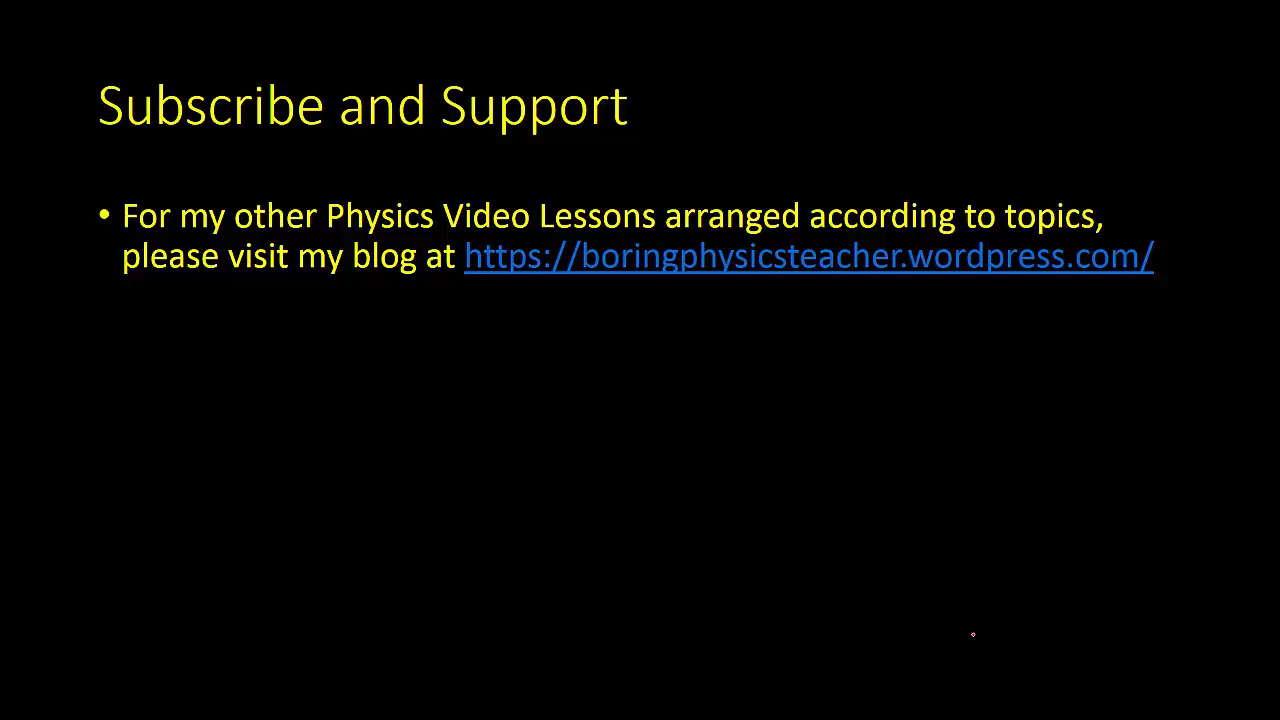 Subscribe and Support
• For my other Physics Video Lessons arranged according to topics,
please visit my blog at https://boringphysicsteacher.wordpress.com/